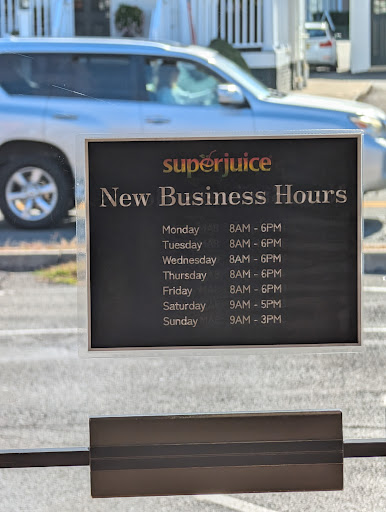 superjuice
New Business Hours
Monday 8AM - 6PM
Tuesday 8AM - 6PM
Wednesday 8AM - 6PM
Thursday 8AM - 6PM
Friday 8AM - 6PM
Saturday 9AM - 5PM
Sunday 9AM - 3PM